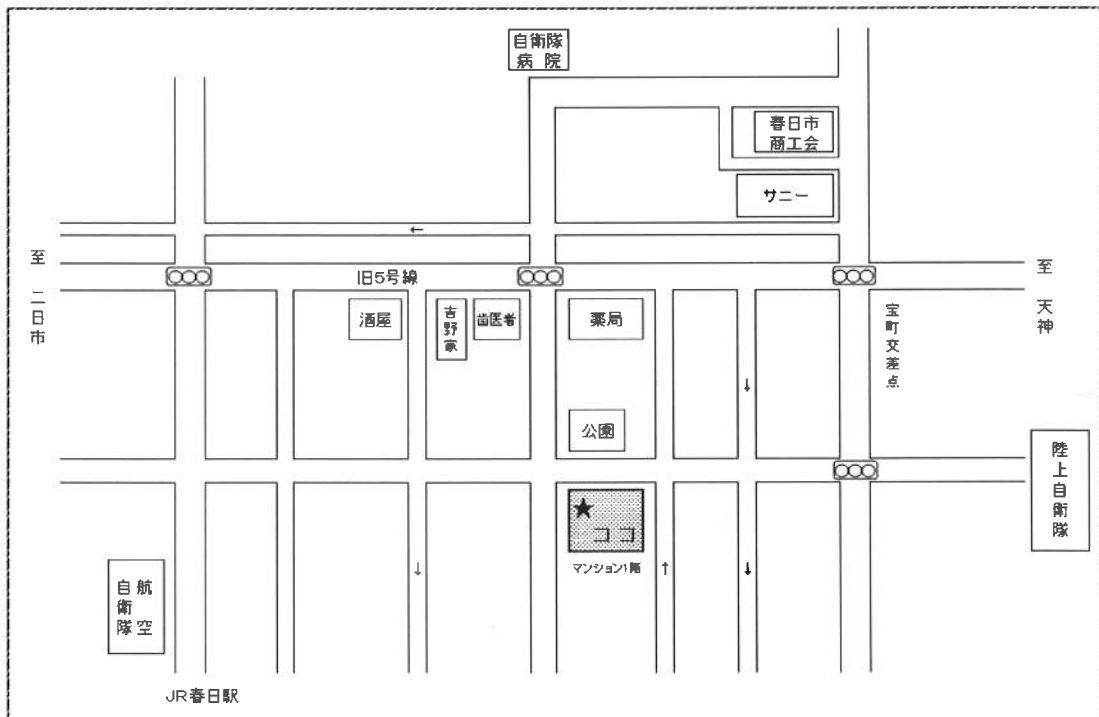 自衛隊
病院
春日市
商工会
サニー
←
至
二日市
旧5号線
至
天神
酒屋
吉野家
歯医者
薬局
宝町交差点
↓
公園
陸上自衛隊
★
ココ
マンション1階
↓
↑
↓
航空
自衛隊
JR春日駅